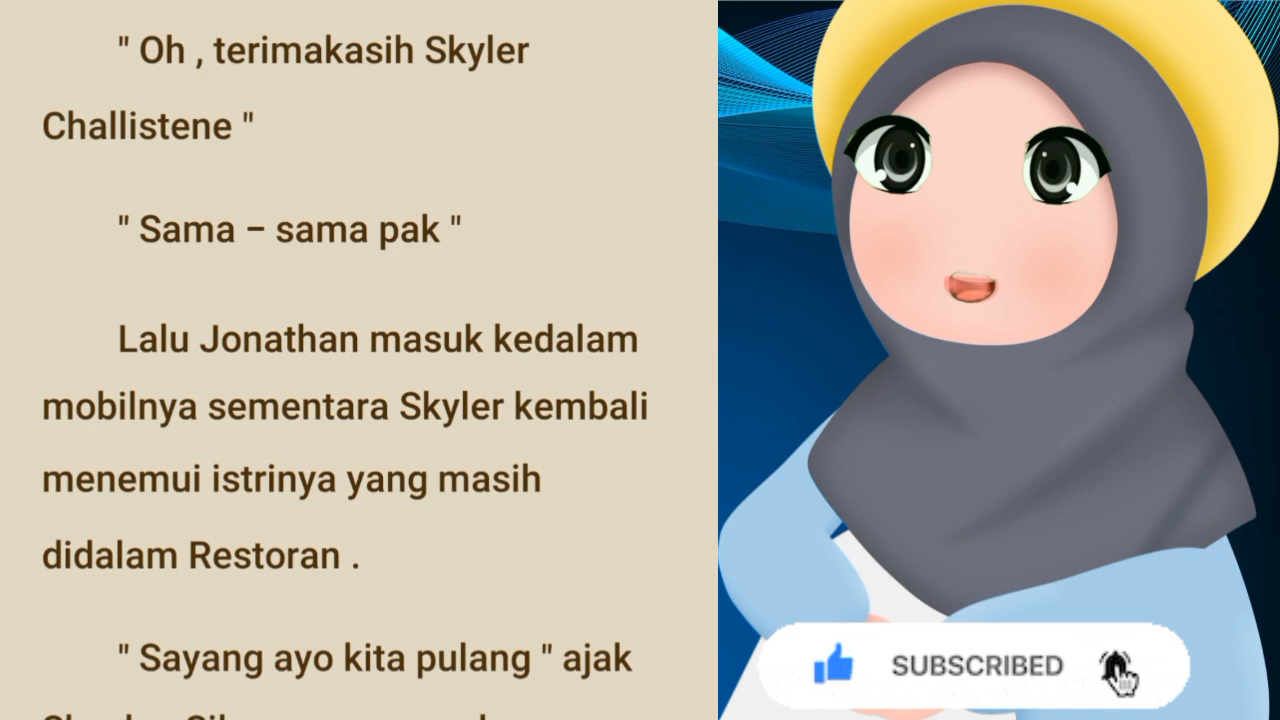 " Oh , terimakasih Skyler
Challistene "
" Sama – sama pak "
Lalu Jonathan masuk kedalam
mobilnya sementara Skyler kembali
menemui istrinya yang masih
didalam Restoran .
" Sayang ayo kita pulang " ajak
SUBSCRIBED